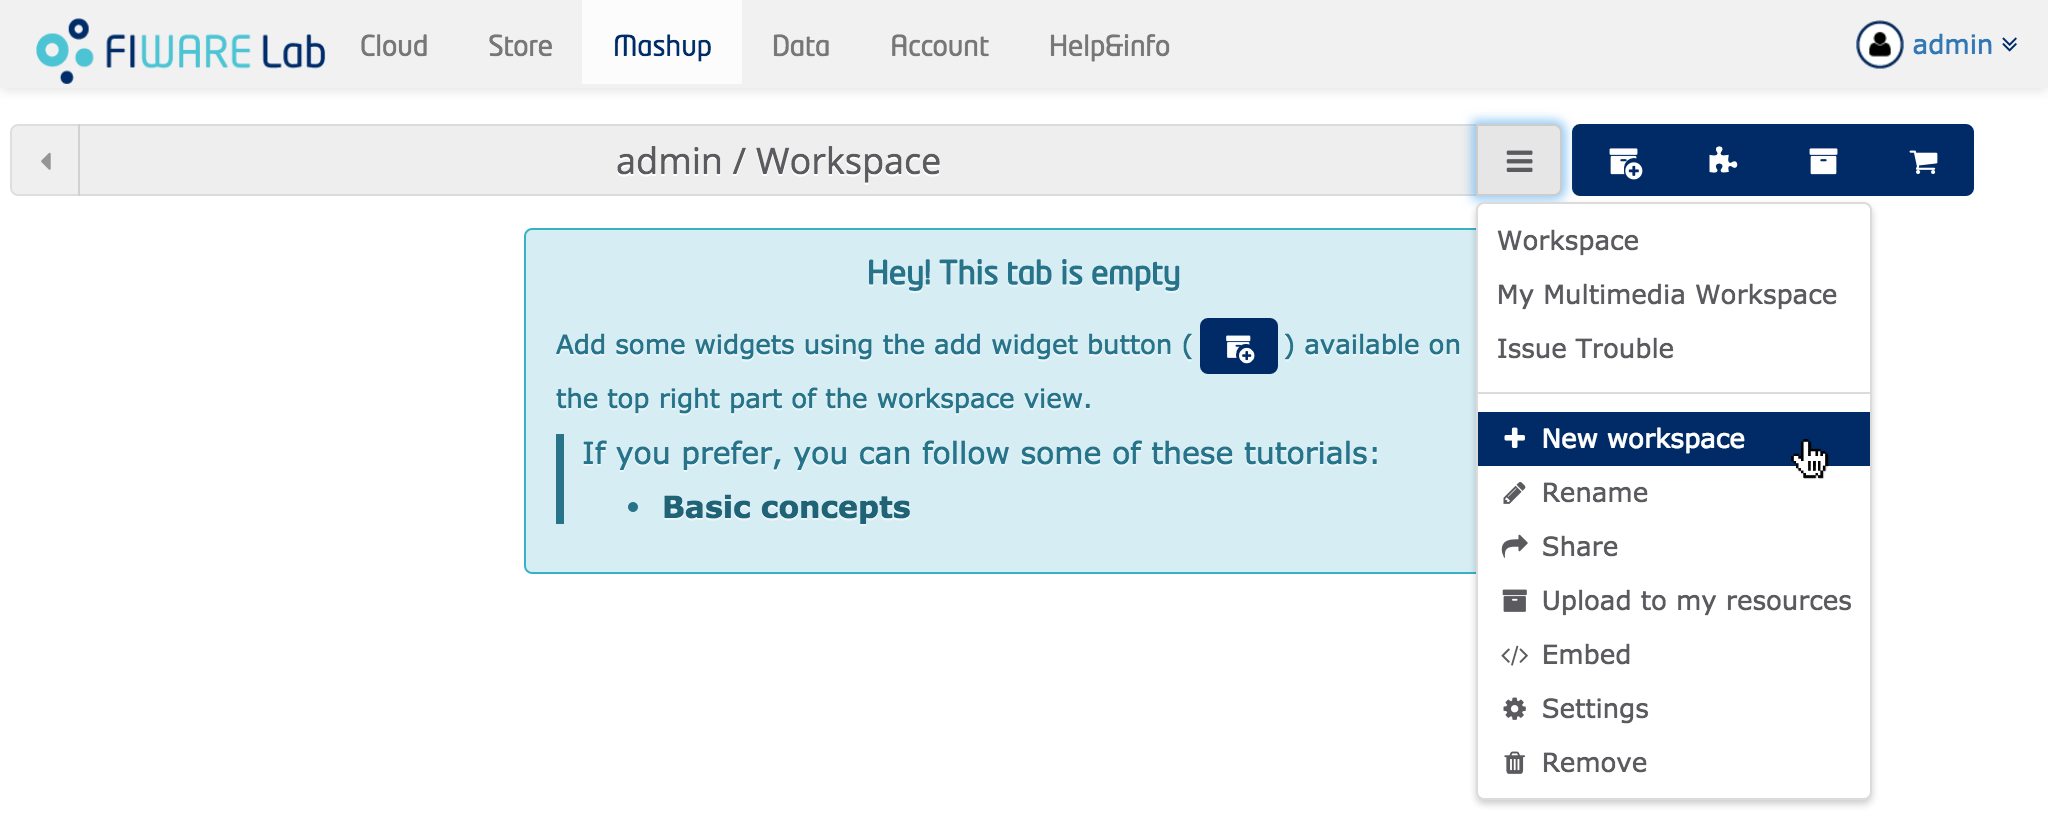 FIWARE Lab Cloud Store Mashup Data Account Help&info admin
admin / Workspace
Hey! This tab is empty
Add some widgets using the add widget button ( ) available on
the top right part of the workspace view.
If you prefer, you can follow some of these tutorials:
• Basic concepts
Workspace
My Multimedia Workspace
Issue Trouble
New workspace
Rename
Share
Upload to my resources
Embed
Settings
Remove